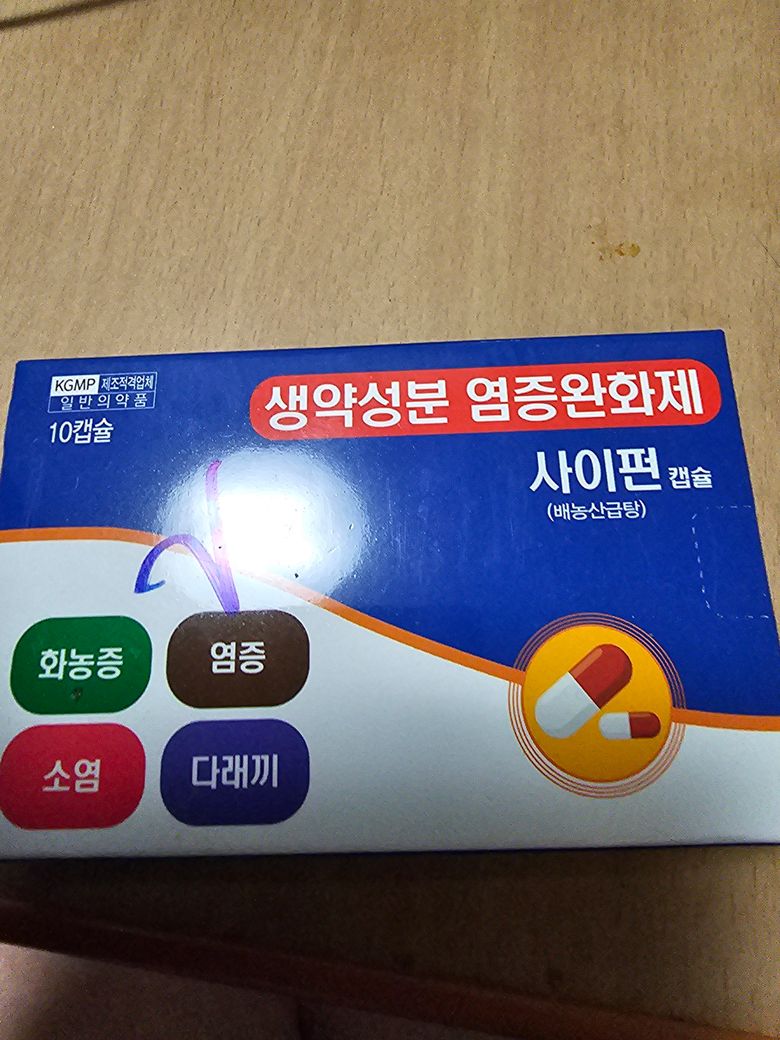 KGMP 제조적격업체
일반의약품
10캡슐
생약성분 염증완화제
사이펀 캡슐
(배농산급탕)
화농증
염증
소염
다래끼